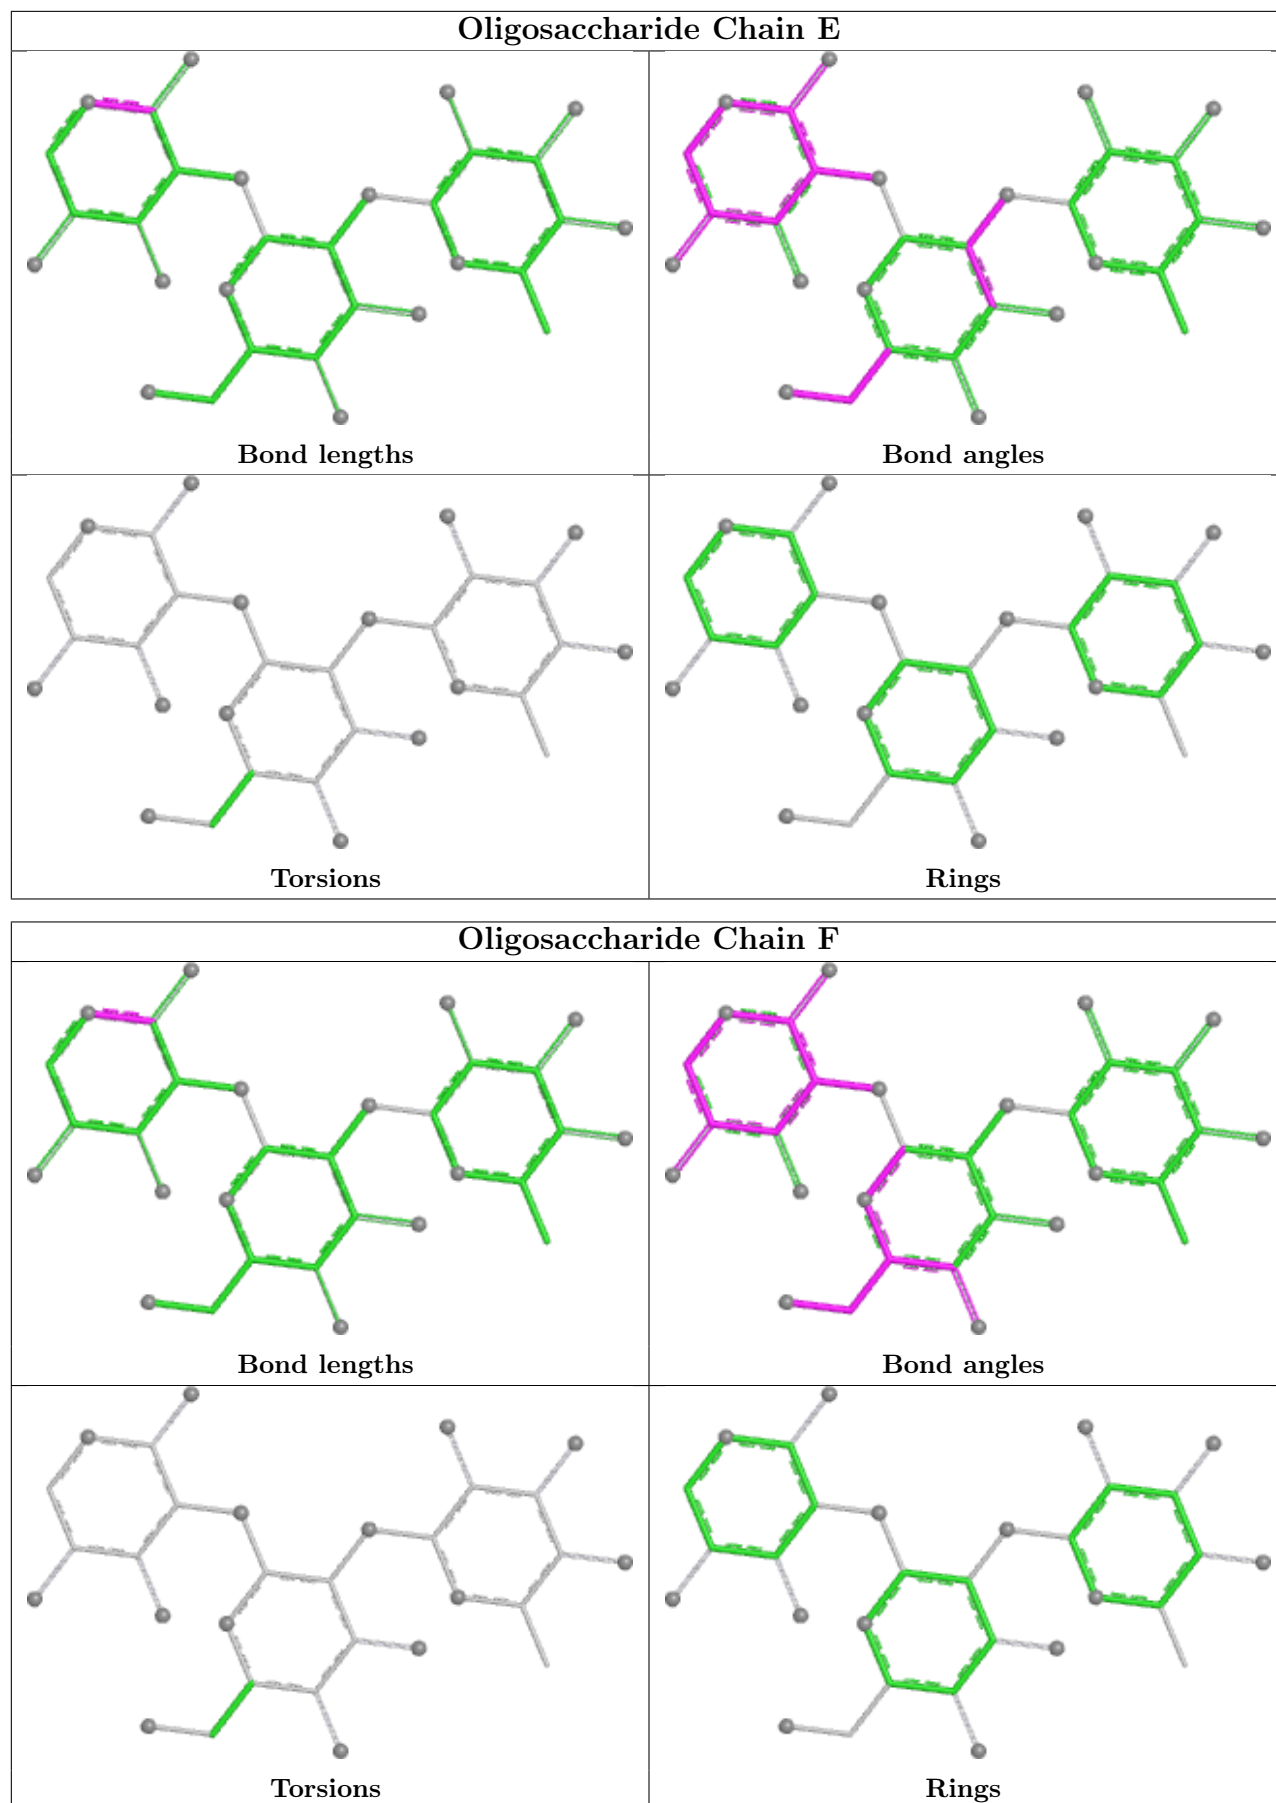 Oligosaccharide Chain E
Bond lengths
Bond angles
Torsions
Rings
Oligosaccharide Chain F
Bond lengths
Bond angles
Torsions
Rings